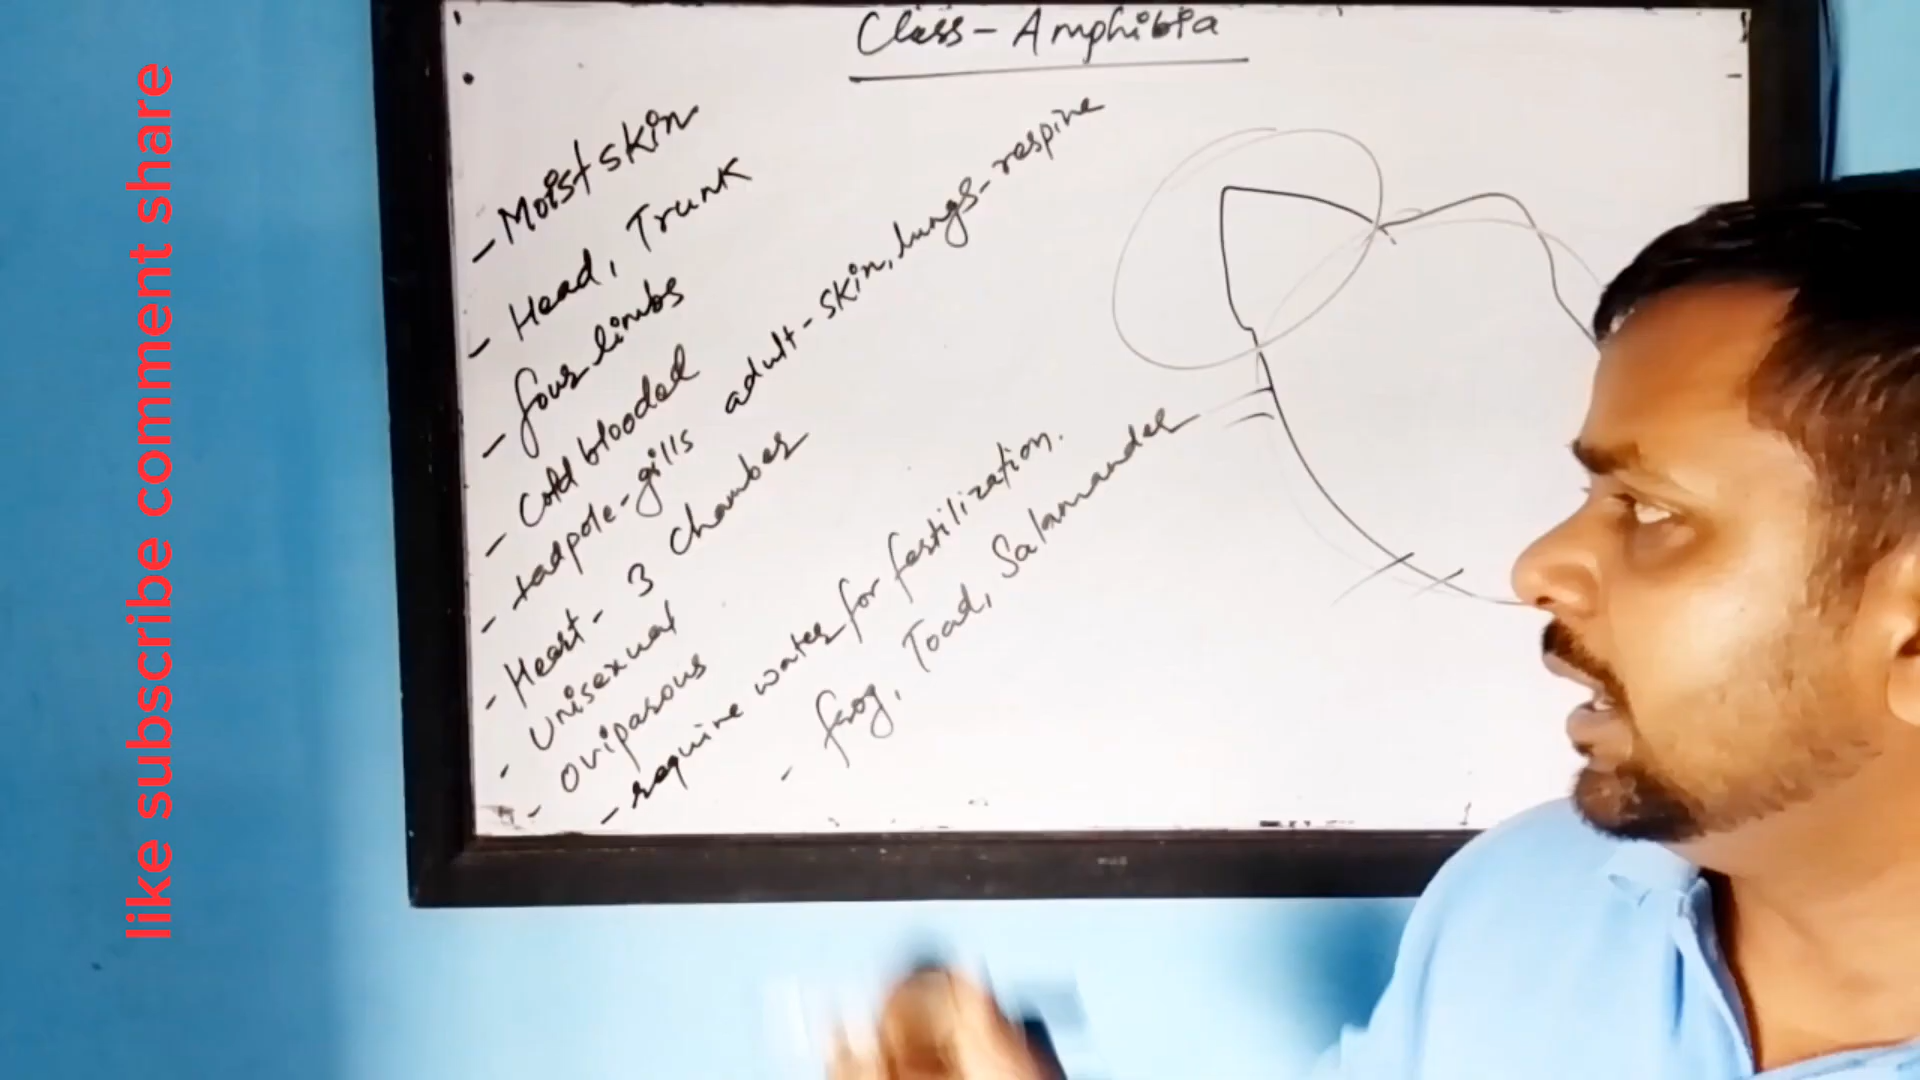 like subscribe comment share
Class - Amphibia
- Moist skin
- Head, Trunk
- four limbs
- Cold blooded
- tadpole - gills adult - skin, lungs - respire
- Heart - 3 chamber
- Unisexual
- oviparous
- require water for fertilization.
- frog, Toad, Salamander